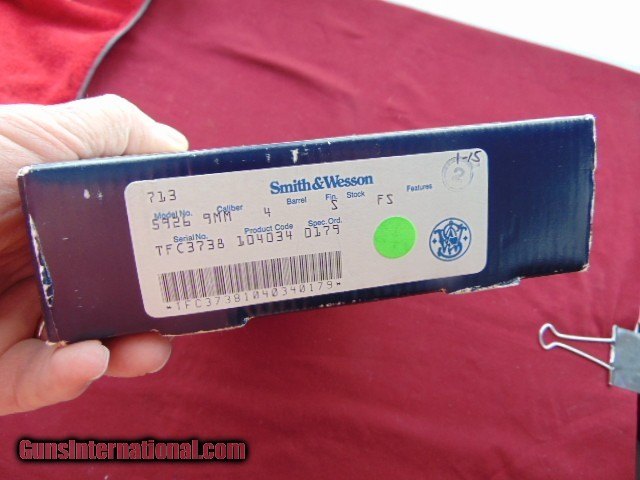 713
Smith&Wesson
1-15
2
Model No. Caliber Barrel Fin. Stock Features
5926 9MM 4 S FS
Serial No. Product Code Spec. Ord.
TFC3738 104034 0179
*TFC37381040340179*
S&W
GunsInternational.com